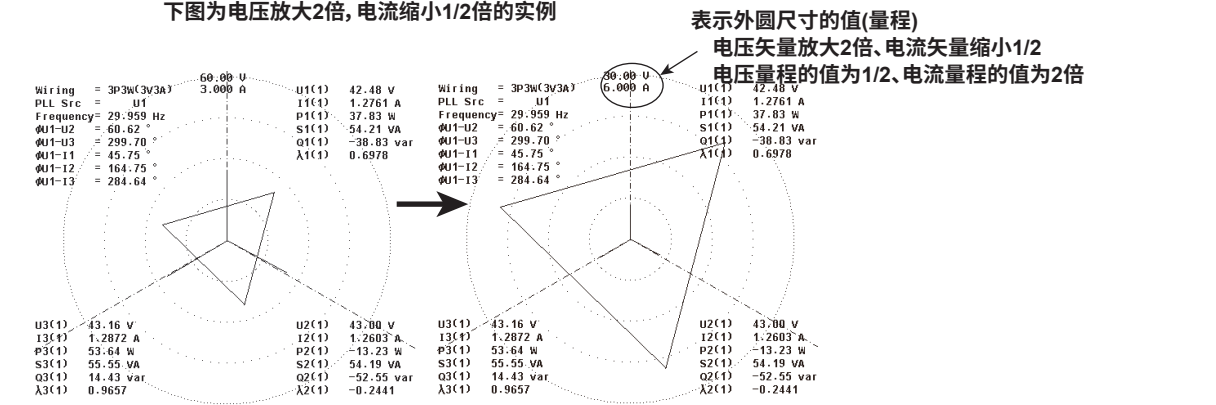 下图为电压放大2倍, 电流缩小1/2倍的实例
表示外圆尺寸的值(量程)
电压矢量放大2倍、电流矢量缩小1/2
电压量程的值为1/2、电流量程的值为2倍
60.00 V
3.000 A
Wiring = 3P3W(3V3A)
PLL Src = U1
Frequency= 29.959 Hz
φU1-U2 = 60.62 °
φU1-U3 = 299.70 °
φU1-I1 = 45.75 °
φU1-I2 = 164.75 °
φU1-I3 = 284.64 °
U1(1) 42.48 V
I1(1) 1.2761 A
P1(1) 37.83 W
S1(1) 54.21 VA
Q1(1) -38.83 var
λ1(1) 0.6978
U3(1) 43.16 V
I3(1) 1.2872 A
P3(1) 53.64 W
S3(1) 55.55 VA
Q3(1) 14.43 var
λ3(1) 0.9657
U2(1) 43.00 V
I2(1) 1.2603 A
P2(1) -13.23 W
S2(1) 54.19 VA
Q2(1) -52.55 var
λ2(1) -0.2441
30.00 V
6.000 A
Wiring = 3P3W(3V3A)
PLL Src = U1
Frequency= 29.959 Hz
φU1-U2 = 60.62 °
φU1-U3 = 299.70 °
φU1-I1 = 45.75 °
φU1-I2 = 164.75 °
φU1-I3 = 284.64 °
U1(1) 42.48 V
I1(1) 1.2761 A
P1(1) 37.83 W
S1(1) 54.21 VA
Q1(1) -38.83 var
λ1(1) 0.6978
U3(1) 43.16 V
I3(1) 1.2872 A
P3(1) 53.64 W
S3(1) 55.55 VA
Q3(1) 14.43 var
λ3(1) 0.9657
U2(1) 43.00 V
I2(1) 1.2603 A
P2(1) -13.23 W
S2(1) 54.19 VA
Q2(1) -52.55 var
λ2(1) -0.2441